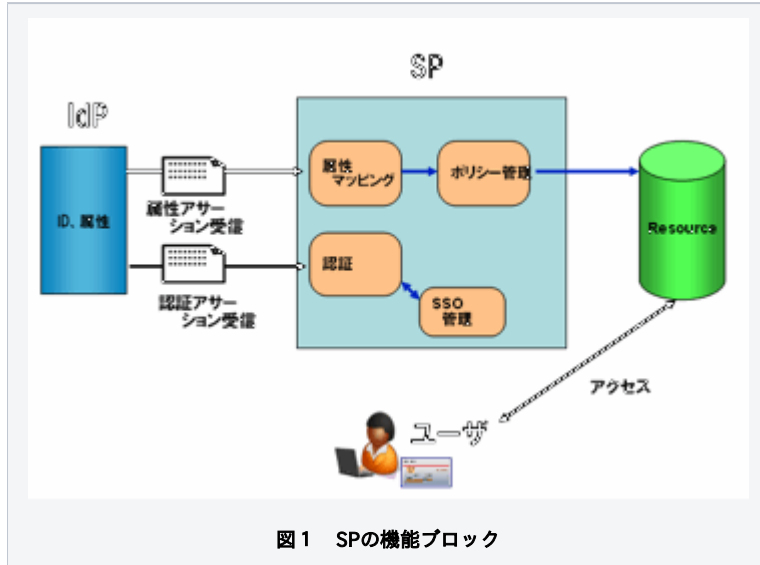 SP
IdP
属性
マッピング
ポリシー管理
ID、属性
属性アサー
ション受信
Resource
認証
認証アサー
ション受信
SSO
管理
アクセス
ユーザ
図1 SPの機能ブロック